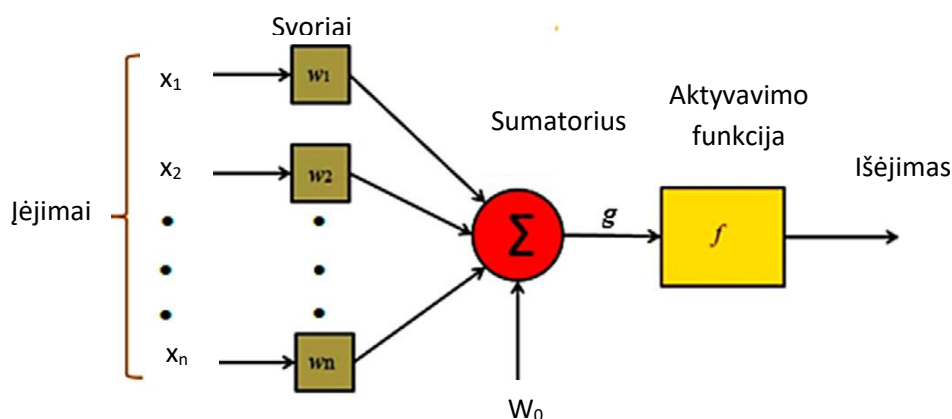 Svoriai
x₁
w1
Aktyvavimo
funkcija
Sumatorius
x₂
w2
Išėjimas
Įėjimai
Σ
g
f
xₙ
wn
W₀